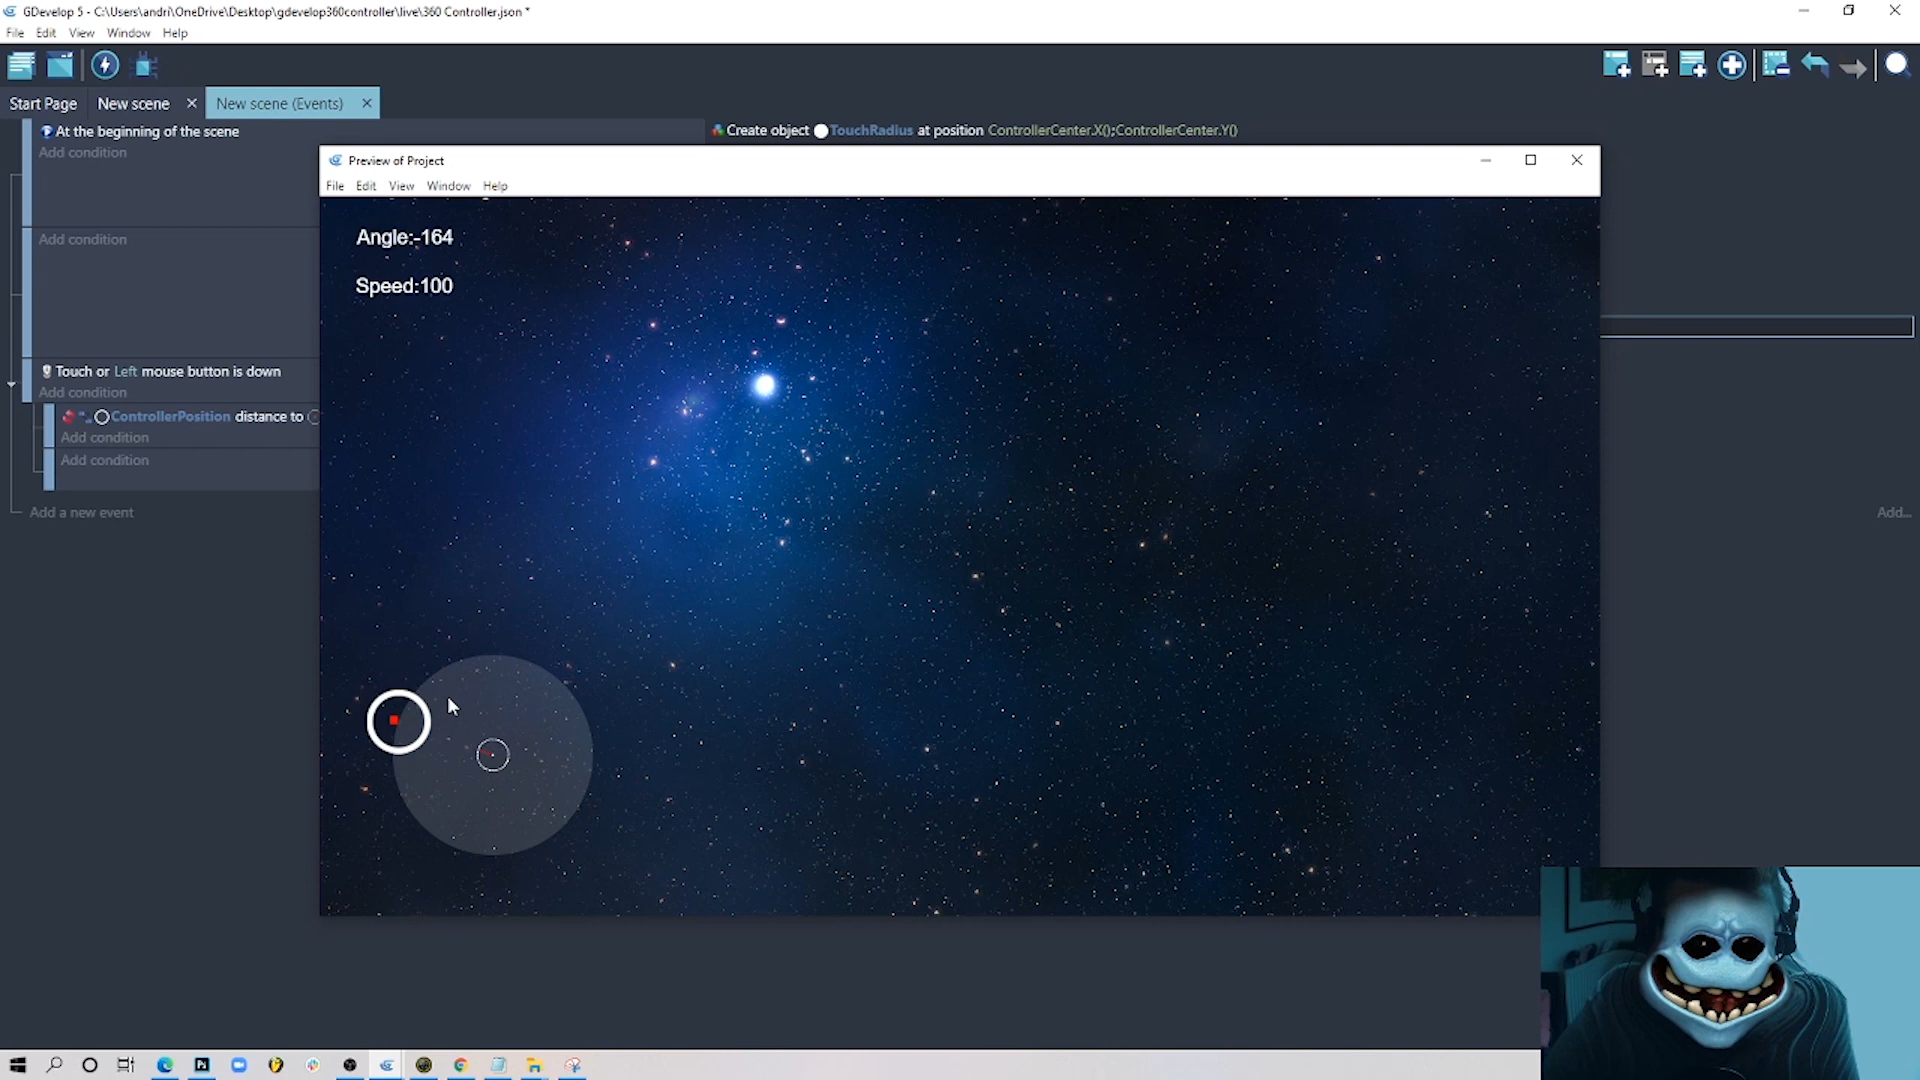 GDevelop 5 - C:\Users\andri\OneDrive\Desktop\gdevelop360controller\live\360 Controller.json *
File Edit View Window Help
Start Page New scene × New scene (Events) ×
At the beginning of the scene
Add condition
Create object TouchRadius at position ControllerCenter.X();ControllerCenter.Y()
Preview of Project
File Edit View Window Help
Angle:-164
Speed:100
Add condition
Touch or Left mouse button is down
Add condition
ControllerPosition distance to
Add condition
Add condition
Add a new event
Add...